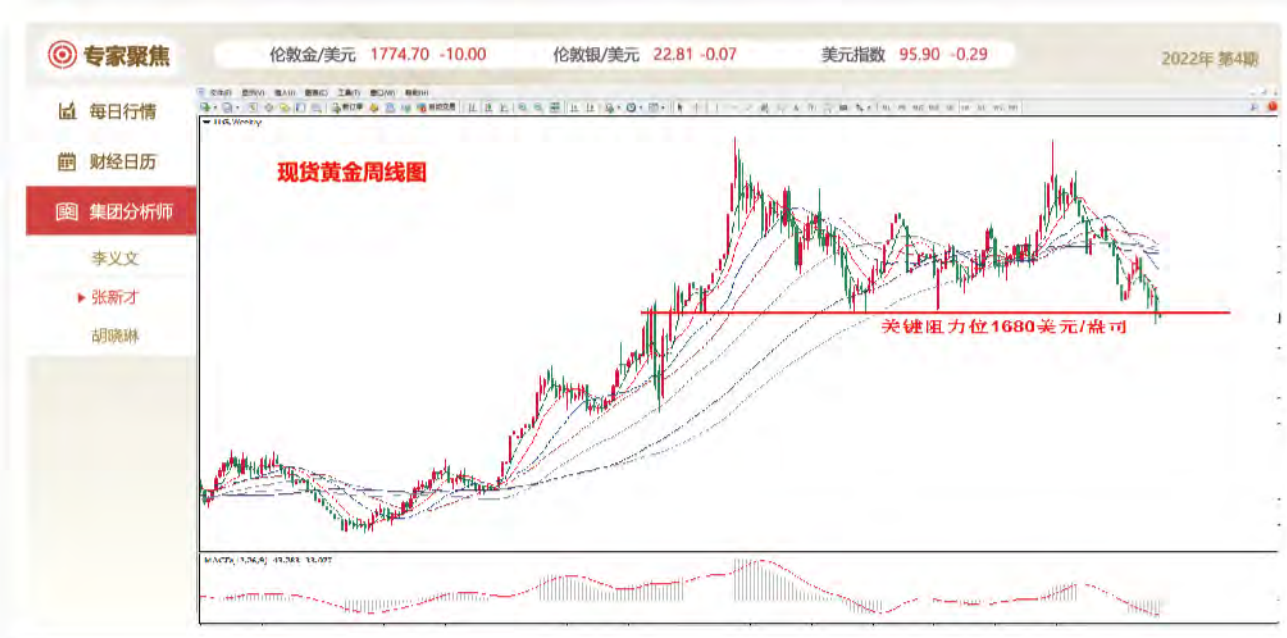 专家聚焦
伦敦金/美元 1774.70 -10.00 伦敦银/美元 22.81 -0.07 美元指数 95.90 -0.29
2022年 第4期
每日行情
财经日历
集团分析师
李义文
张新才
胡晓琳
现货黄金周线图
关键阻力位1680美元/盎司